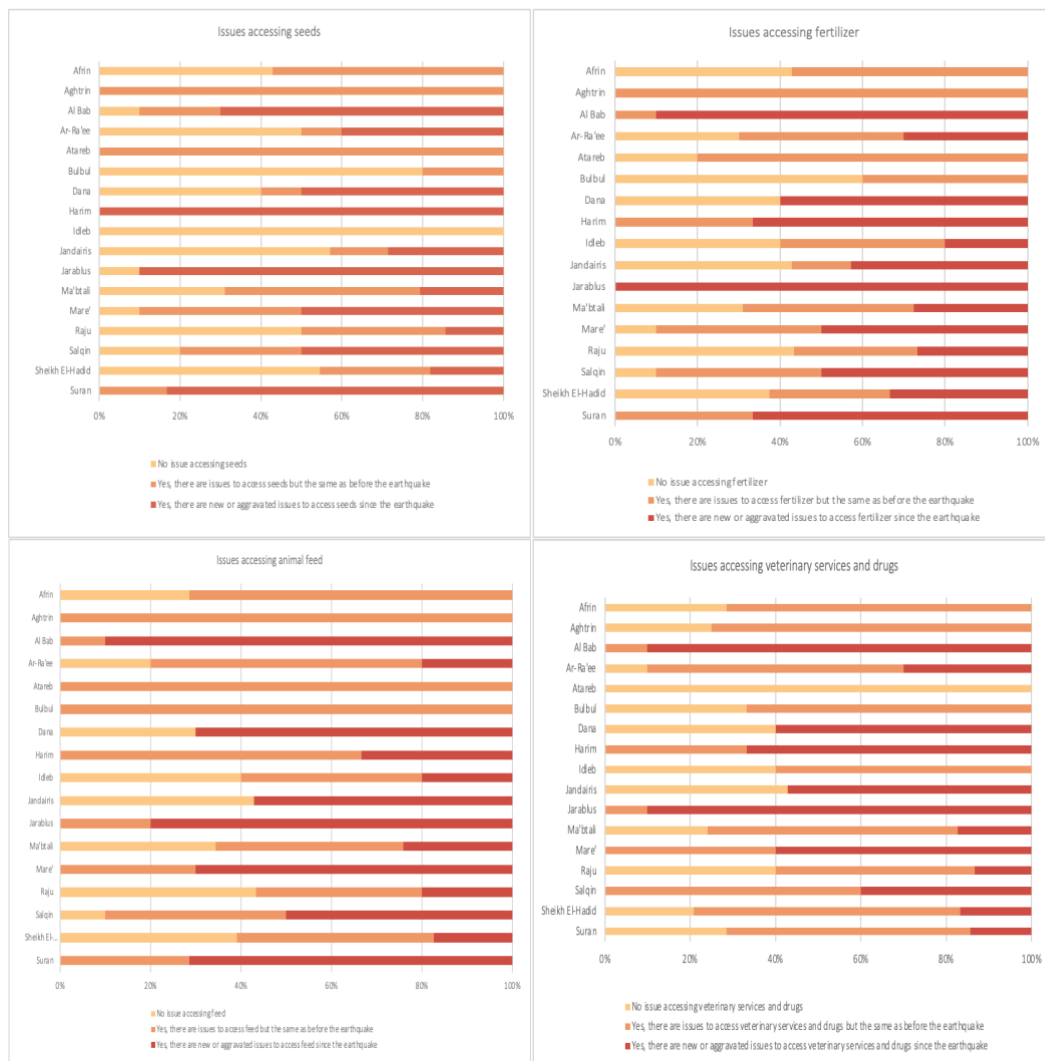 Issues accessing seeds
Afrin
Aghtrin
Al Bab
Ar-Ra'ee
Atareb
Bulbul
Dana
Harim
Idleb
Jandairis
Jarablus
Ma'btali
Mare'
Raju
Salqin
Sheikh El-Hadid
Suran
0% 20% 40% 60% 80% 100%
No issue accessing seeds
Yes, there are issues to access seeds but the same as before the earthquake
Yes, there are new or aggravated issues to access seeds since the earthquake
Issues accessing fertilizer
Afrin
Aghtrin
Al Bab
Ar-Ra'ee
Atareb
Bulbul
Dana
Harim
Idleb
Jandairis
Jarablus
Ma'btali
Mare'
Raju
Salqin
Sheikh El-Hadid
Suran
0% 20% 40% 60% 80% 100%
No issue accessing fertilizer
Yes, there are issues to access fertilizer but the same as before the earthquake
Yes, there are new or aggravated issues to access fertilizer since the earthquake
Issues accessing animal feed
Afrin
Aghtrin
Al Bab
Ar-Ra'ee
Atareb
Bulbul
Dana
Harim
Idleb
Jandairis
Jarablus
Ma'btali
Mare'
Raju
Salqin
Sheikh El-...
Suran
0% 20% 40% 60% 80% 100%
No issue accessing feed
Yes, there are issues to access feed but the same as before the earthquake
Yes, there are new or aggravated issues to access feed since the earthquake
Issues accessing veterinary services and drugs
Afrin
Aghtrin
Al Bab
Ar-Ra'ee
Atareb
Bulbul
Dana
Harim
Idleb
Jandairis
Jarablus
Ma'btali
Mare'
Raju
Salqin
Sheikh El-Hadid
Suran
0% 20% 40% 60% 80% 100%
No issue accessing veterinary services and drugs
Yes, there are issues to access veterinary services and drugs but the same as before the earthquake
Yes, there are new or aggravated issues to access veterinary services and drugs since the earthquake